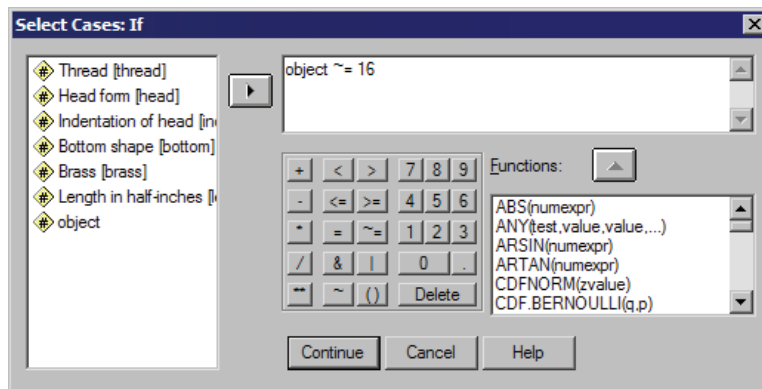 Select Cases: If
Thread [thread]
Head form [head]
Indentation of head [in
Bottom shape [bottom]
Brass [brass]
Length in half-inches [l
object
object ~= 16
+ < > 7 8 9
- <= >= 4 5 6
* = ~= 1 2 3
/ & | 0 .
** ~ () Delete
Functions:
ABS(numexpr)
ANY(test,value,value,...)
ARSIN(numexpr)
ARTAN(numexpr)
CDFNORM(zvalue)
CDF.BERNOULLI(q,p)
Continue Cancel Help